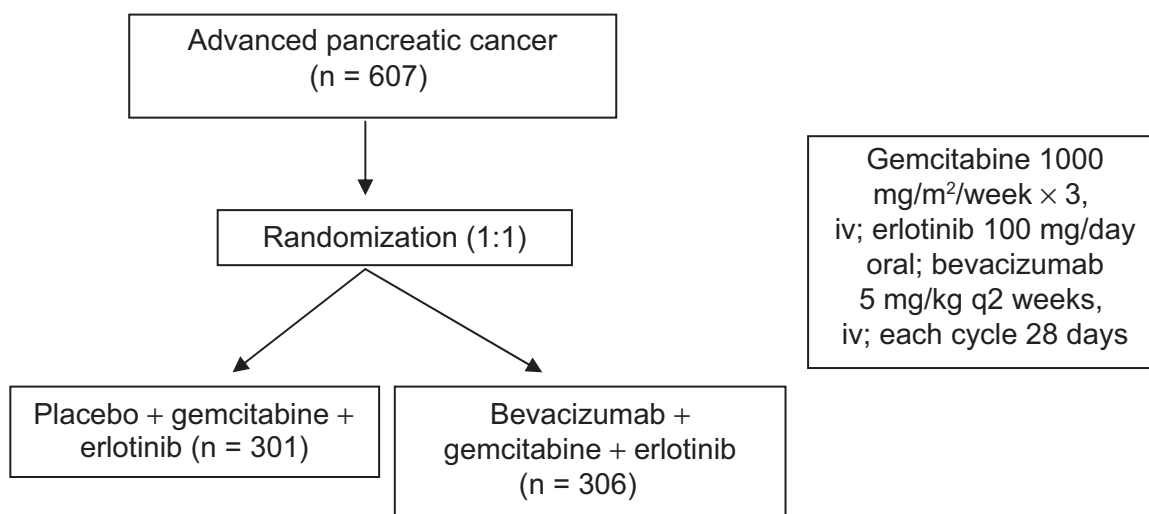 Advanced pancreatic cancer
(n = 607)
Randomization (1:1)
Gemcitabine 1000
mg/m²/week × 3,
iv; erlotinib 100 mg/day
oral; bevacizumab
5 mg/kg q2 weeks,
iv; each cycle 28 days
Placebo + gemcitabine +
erlotinib (n = 301)
Bevacizumab +
gemcitabine + erlotinib
(n = 306)